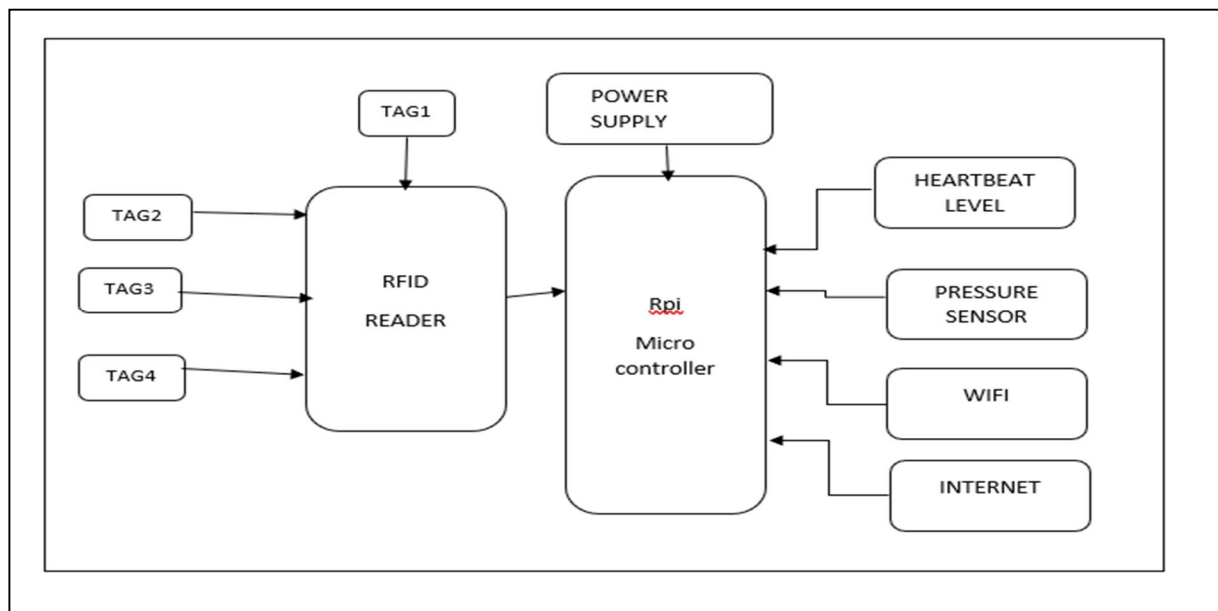 TAG1
POWER
SUPPLY
TAG2
TAG3
TAG4
RFID
READER
Rpi
Micro
controller
HEARTBEAT
LEVEL
PRESSURE
SENSOR
WIFI
INTERNET